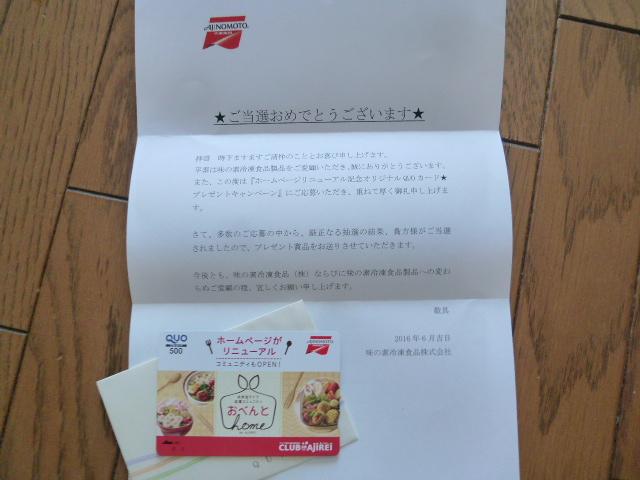 AJINOMOTO
★ご当選おめでとうございます★
拝啓　時下ますますご清祥のこととお喜び申し上げます。
平素は味の素冷凍食品製品をご愛顧いただき、誠にありがとうございます。
また、この度は『ホームページリニューアル記念オリジナル QUO カード★
プレゼントキャンペーン』にご応募いただき、重ねて厚く御礼申し上げま
す。
さて、多数のご応募の中から、厳正なる抽選の結果、貴方様がご当選
されましたので、プレゼント賞品をお送りさせていただきます。
今後とも、味の素冷凍食品（株）ならびに味の素冷凍食品製品への変わ
らぬご愛顧の程、宜しくお願い申し上げます。
敬具
2016 年 6 月吉日
味の素冷凍食品株式会社
QUO
500
ホームページが
リニューアル
コミュニティもOPEN！
AJINOMOTO
おべんと
home
CLUB AJIREI